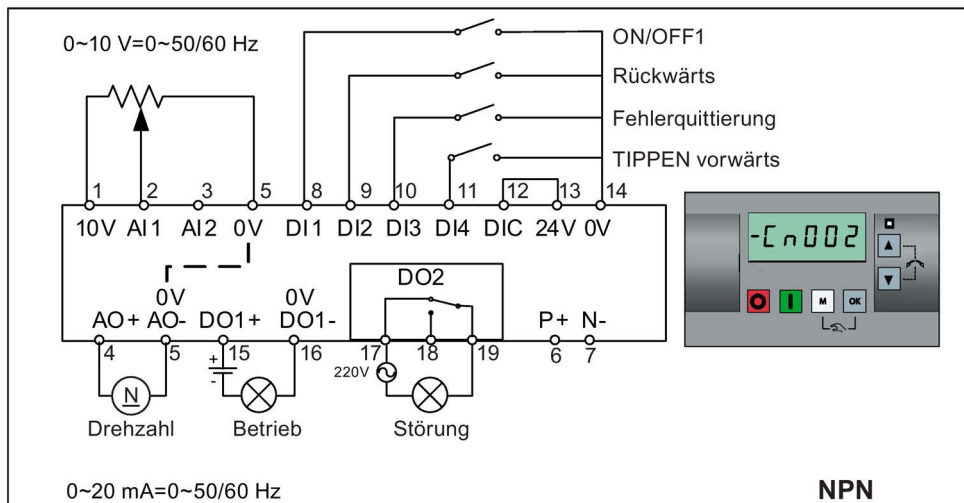 0~10 V=0~50/60 Hz
ON/OFF1
Rückwärts
Fehlerquittierung
TIPPEN vorwärts
1 2 3 5 8 9 10 11 12 13 14
10V AI1 AI2 0V DI1 DI2 DI3 DI4 DIC 24V 0V
-Cn002
M OK
DO2
0V 0V
AO+ AO- DO1+ DO1- P+ N-
4 5 15 16 17 18 19 6 7
+
-
220V
N
Drehzahl Betrieb Störung
0~20 mA=0~50/60 Hz
NPN